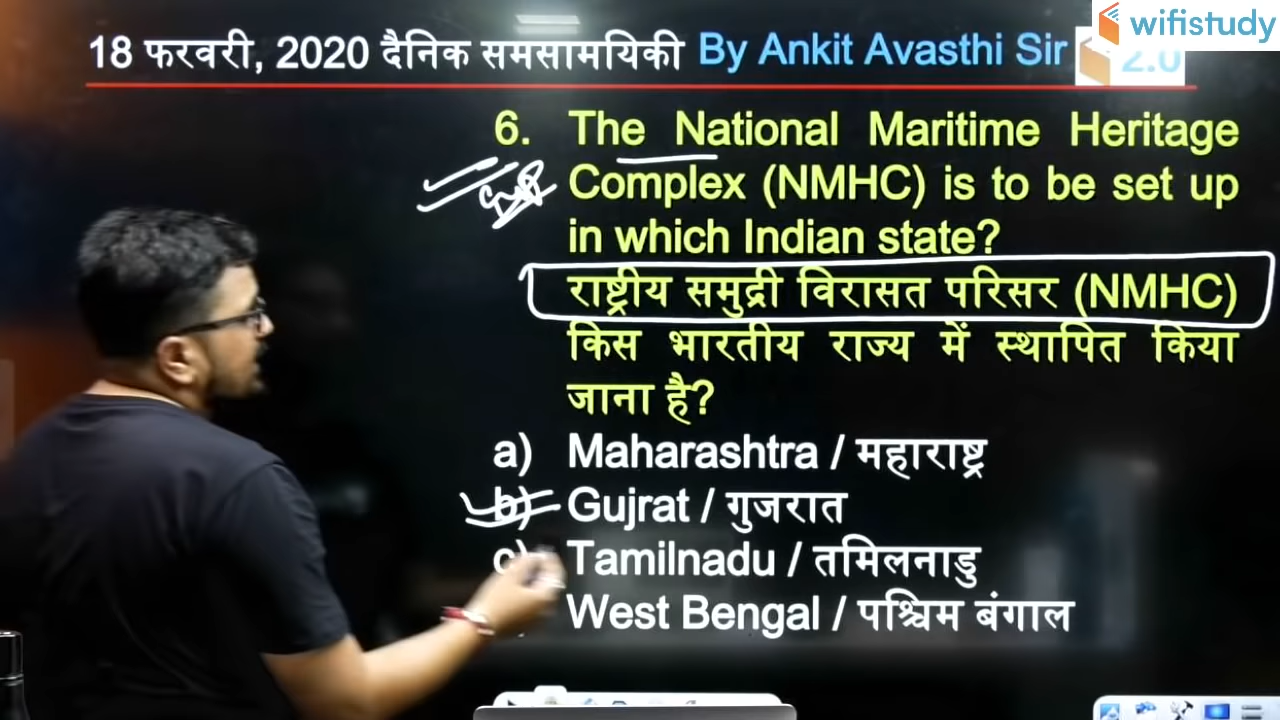 wifistudy
18 फरवरी, 2020 दैनिक समसामयिकी By Ankit Avasthi Sir
2.0
6. The National Maritime Heritage
Complex (NMHC) is to be set up
in which Indian state?
राष्ट्रीय समुद्री विरासत परिसर (NMHC)
किस भारतीय राज्य में स्थापित किया
जाना है?
a) Maharashtra / महाराष्ट्र
b) Gujrat / गुजरात
c) Tamilnadu / तमिलनाडु
West Bengal / पश्चिम बंगाल